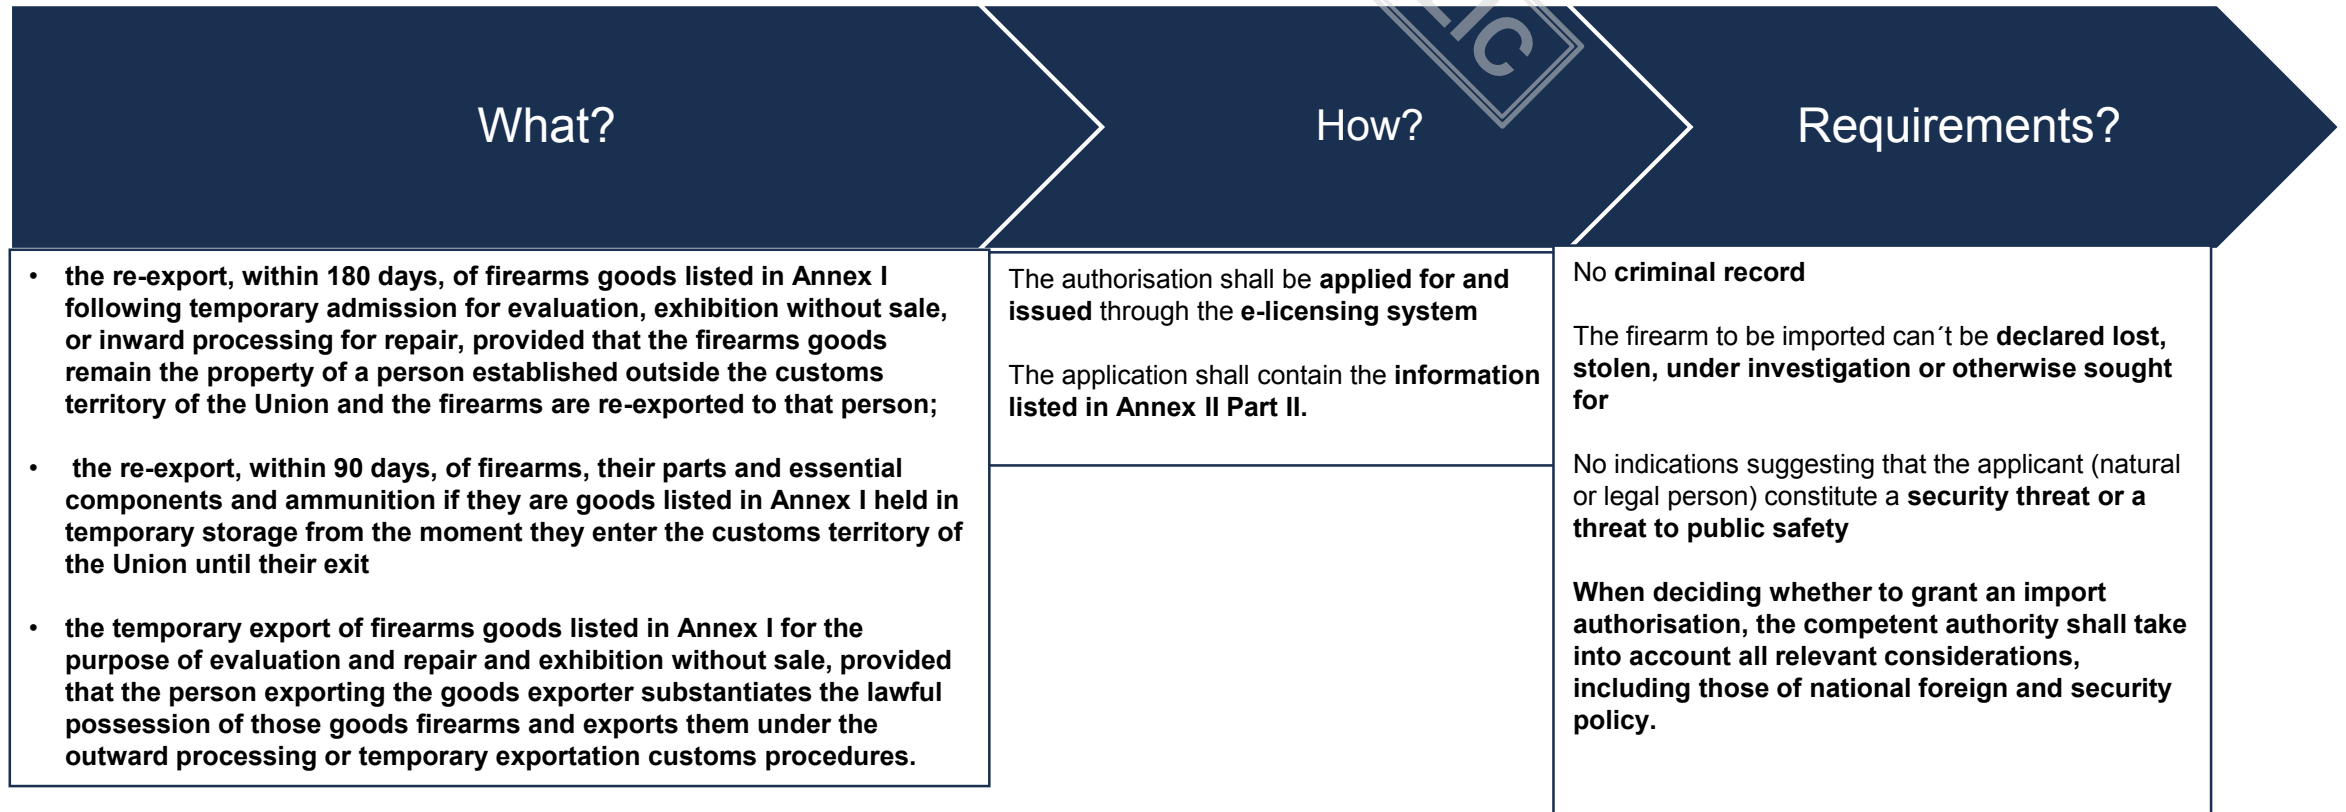 What?
How?
Requirements?
• the re-export, within 180 days, of firearms goods listed in Annex I
following temporary admission for evaluation, exhibition without sale,
or inward processing for repair, provided that the firearms goods
remain the property of a person established outside the customs
territory of the Union and the firearms are re-exported to that person;
• the re-export, within 90 days, of firearms, their parts and essential
components and ammunition if they are goods listed in Annex I held in
temporary storage from the moment they enter the customs territory of
the Union until their exit
• the temporary export of firearms goods listed in Annex I for the
purpose of evaluation and repair and exhibition without sale, provided
that the person exporting the goods exporter substantiates the lawful
possession of those goods firearms and exports them under the
outward processing or temporary exportation customs procedures.
The authorisation shall be applied for and
issued through the e-licensing system
The application shall contain the information
listed in Annex II Part II.
No criminal record
The firearm to be imported can´t be declared lost,
stolen, under investigation or otherwise sought
for
No indications suggesting that the applicant (natural
or legal person) constitute a security threat or a
threat to public safety
When deciding whether to grant an import
authorisation, the competent authority shall take
into account all relevant considerations,
including those of national foreign and security
policy.